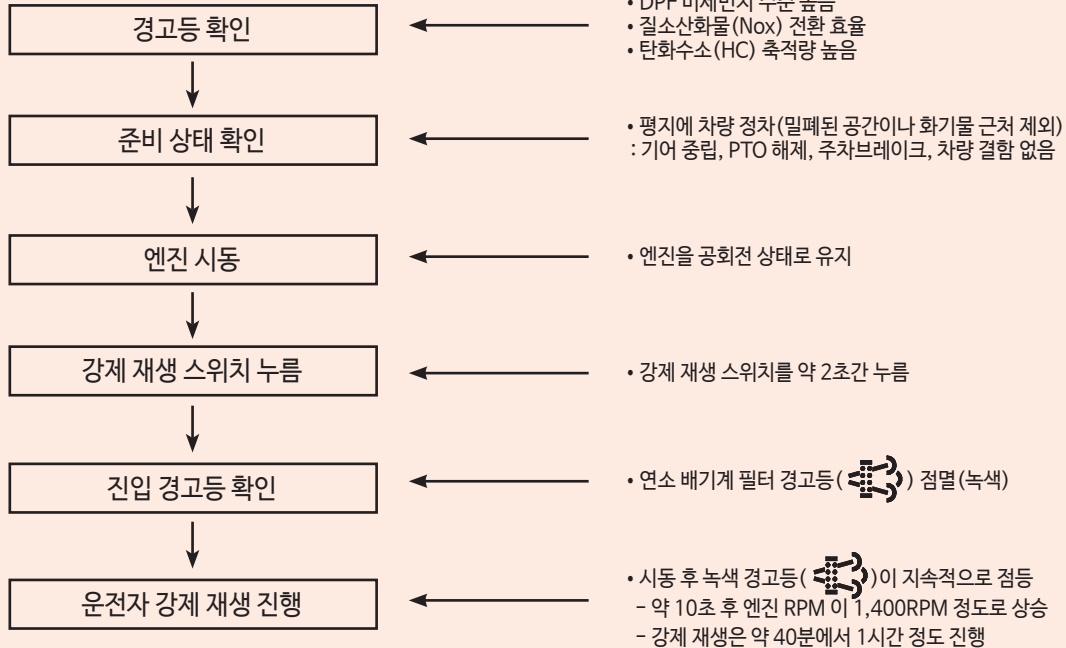 경고등 확인
• DPF 미세먼지 수준 높음
• 질소산화물(Nox) 전환 효율
• 탄화수소(HC) 축적량 높음
준비 상태 확인
• 평지에 차량 정차(밀폐된 공간이나 화기물 근처 제외)
: 기어 중립, PTO 해제, 주차브레이크, 차량 결함 없음
엔진 시동
• 엔진을 공회전 상태로 유지
강제 재생 스위치 누름
• 강제 재생 스위치를 약 2초간 누름
진입 경고등 확인
• 연소 배기계 필터 경고등( ) 점멸(녹색)
운전자 강제 재생 진행
• 시동 후 녹색 경고등( )이 지속적으로 점등
- 약 10초 후 엔진 RPM 이 1,400RPM 정도로 상승
- 강제 재생은 약 40분에서 1시간 정도 진행